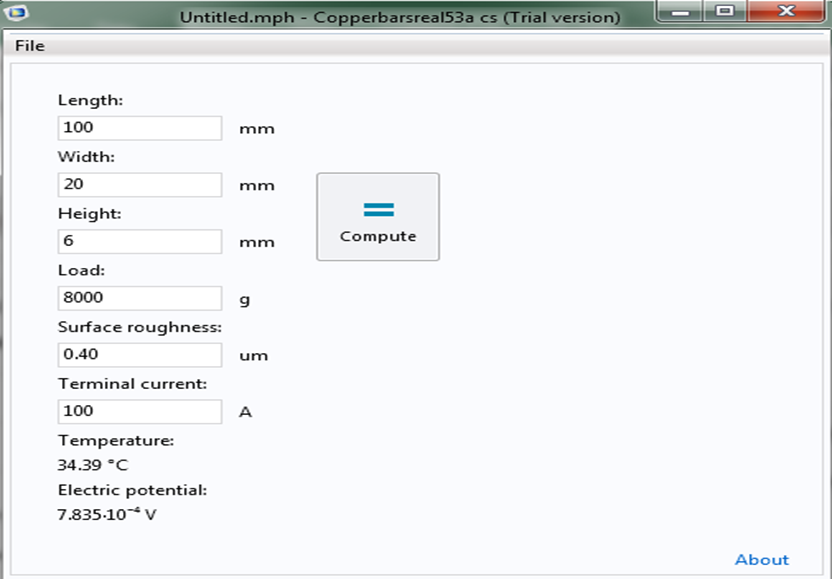 Untitled.mph - Copperbarsreal53a cs (Trial version)
File
Length:
100 mm
Width:
20 mm
Height:
6 mm
Compute
Load:
8000 g
Surface roughness:
0.40 um
Terminal current:
100 A
Temperature:
34.39 °C
Electric potential:
7.835·10⁻⁴ V
About